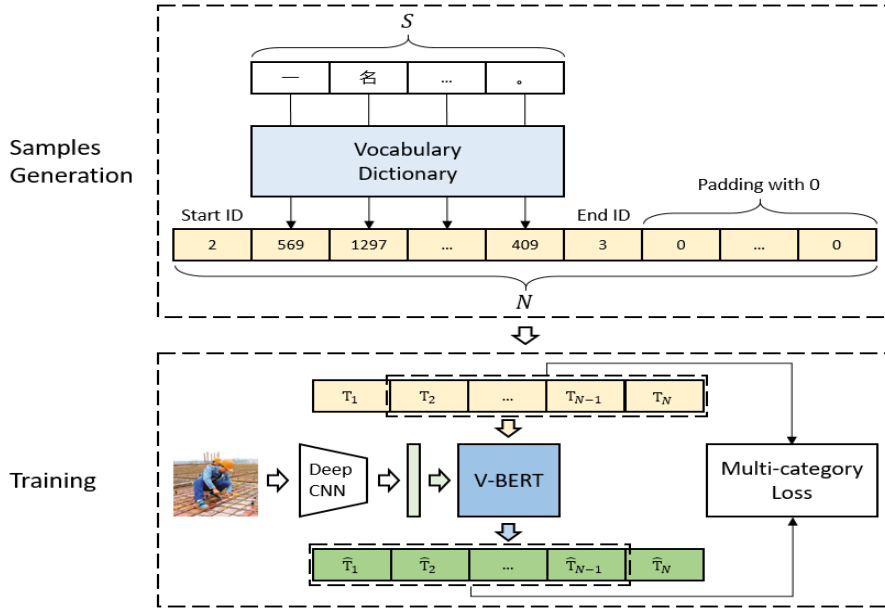 S
一 名 ... 。
Samples
Generation
Vocabulary
Dictionary
Padding with 0
Start ID
End ID
2 569 1297 ... 409 3 0 ... 0
N
T₁ T₂ ... Tₙ₋₁ Tₙ
Training
Deep
CNN
V-BERT
Multi-category
Loss
T̂₁ T̂₂ ... T̂ₙ₋₁ T̂ₙ